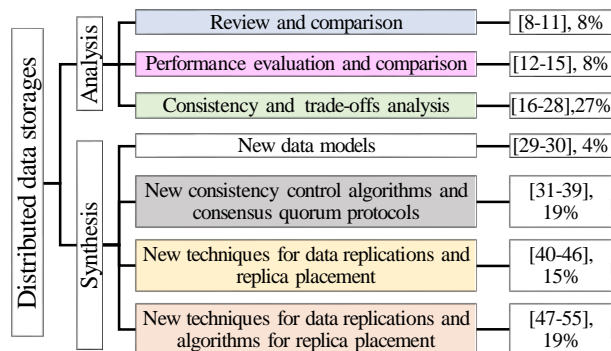 Distributed data storages
Analysis
Review and comparison
[8-11], 8%
Performance evaluation and comparison
[12-15], 8%
Consistency and trade-offs analysis
[16-28],27%
Synthesis
New data models
[29-30], 4%
New consistency control algorithms and
consensus quorum protocols
[31-39],
19%
New techniques for data replications and
replica placement
[40-46],
15%
New techniques for data replications and
algorithms for replica placement
[47-55],
19%